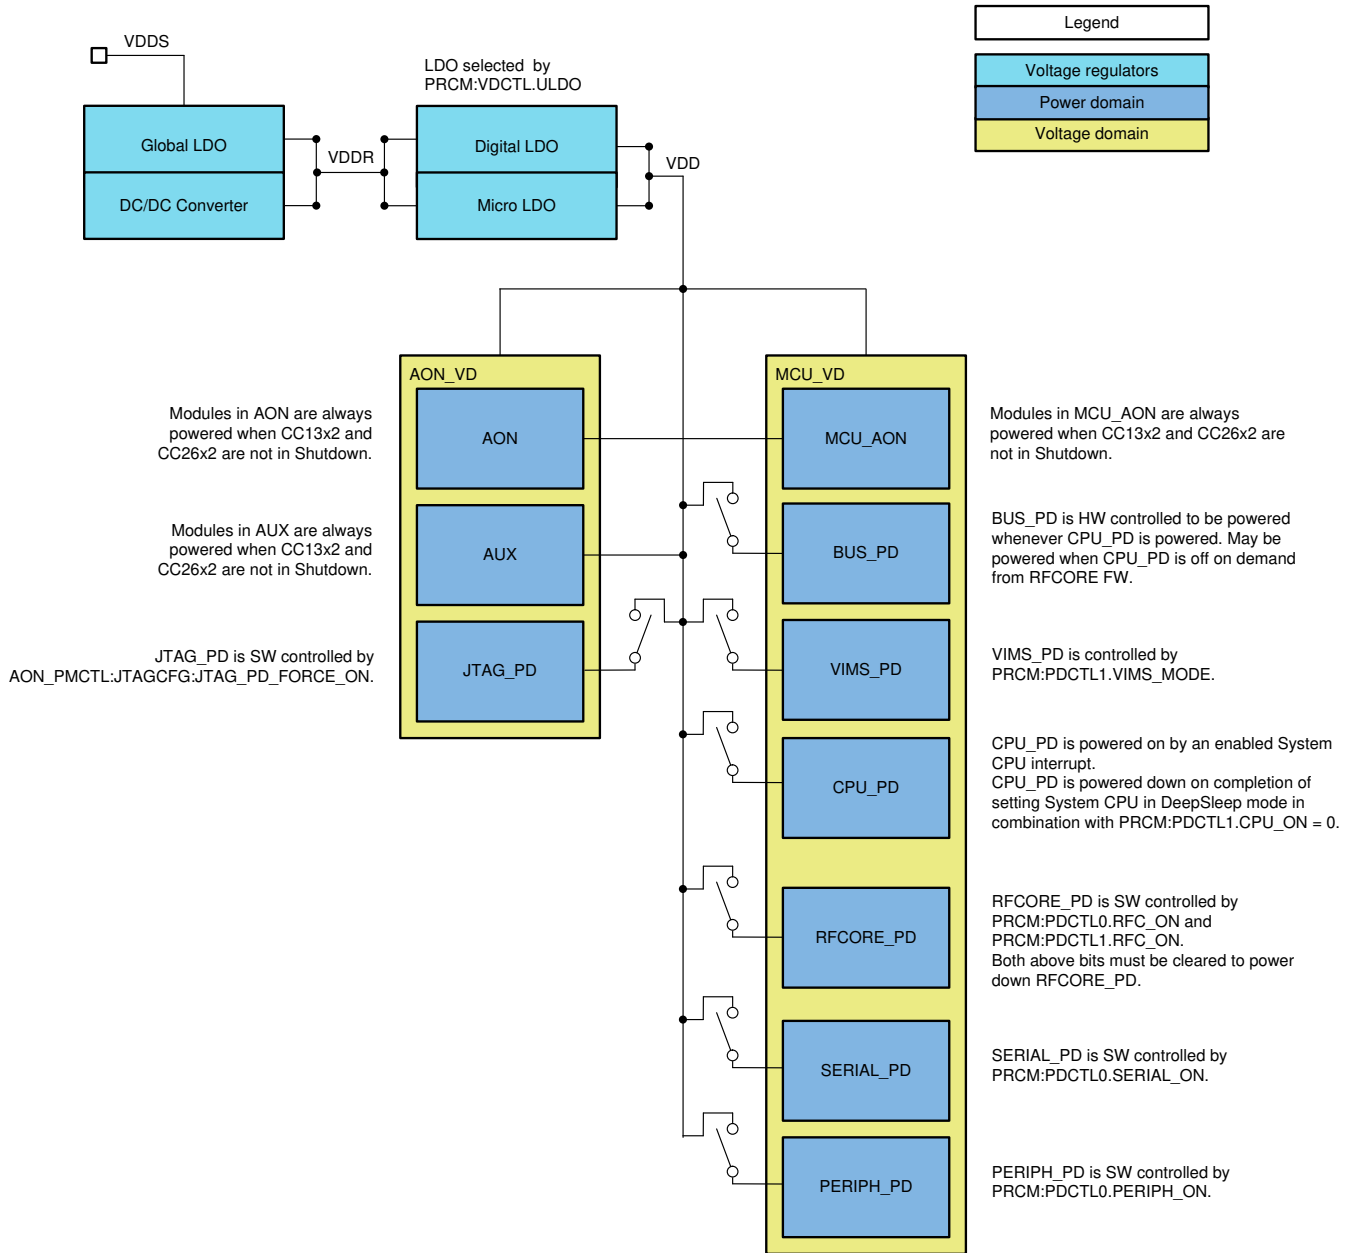 Legend
VDDS
LDO selected by
PRCM:VDCTL.ULDO
Voltage regulators
Power domain
Voltage domain
Global LDO
DC/DC Converter
VDDR
Digital LDO
Micro LDO
VDD
AON_VD
MCU_VD
Modules in AON are always
powered when CC13x2 and
CC26x2 are not in Shutdown.
AON
MCU_AON
Modules in MCU_AON are always
powered when CC13x2 and CC26x2 are
not in Shutdown.
Modules in AUX are always
powered when CC13x2 and
CC26x2 are not in Shutdown.
AUX
BUS_PD
BUS_PD is HW controlled to be powered
whenever CPU_PD is powered. May be
powered when CPU_PD is off on demand
from RFCORE FW.
JTAG_PD is SW controlled by
AON_PMCTL:JTAGCFG:JTAG_PD_FORCE_ON.
JTAG_PD
VIMS_PD
VIMS_PD is controlled by
PRCM:PDCTL1.VIMS_MODE.
CPU_PD
CPU_PD is powered on by an enabled System
CPU interrupt.
CPU_PD is powered down on completion of
setting System CPU in DeepSleep mode in
combination with PRCM:PDCTL1.CPU_ON = 0.
RFCORE_PD
RFCORE_PD is SW controlled by
PRCM:PDCTL0.RFC_ON and
PRCM:PDCTL1.RFC_ON.
Both above bits must be cleared to power
down RFCORE_PD.
SERIAL_PD
SERIAL_PD is SW controlled by
PRCM:PDCTL0.SERIAL_ON.
PERIPH_PD
PERIPH_PD is SW controlled by
PRCM:PDCTL0.PERIPH_ON.